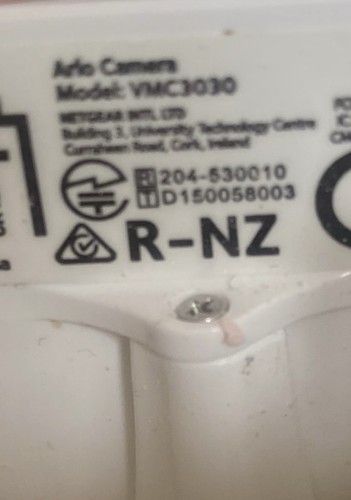 Arlo Camera
Model: VMC3030
NETGEAR INTL LTD
Building 3, University Technology Centre
Curraheen Road, Cork, Ireland
R 204-530010
T D150058003
R-NZ